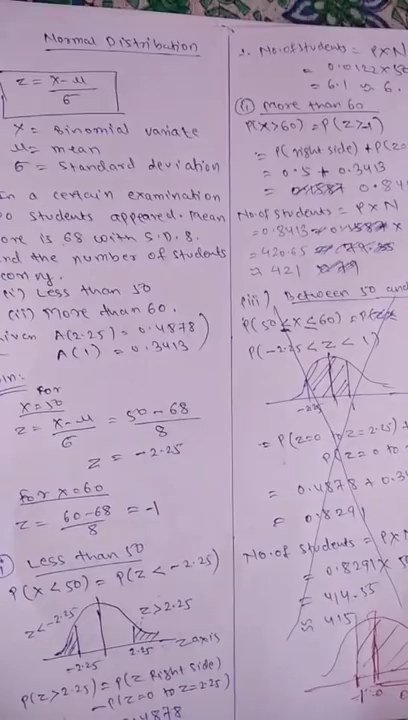 Normal Distribution
z = x-μ
σ
x = Binomial variate
μ = mean
σ = Standard deviation
In a certain examination
students appeared. Mean
is 68 with S.D. 8.
the number of students
(i) Less than 50
(ii) More than 60.
A(2.25) = 0.4878
A(1) = 0.3413
for
x=50
z = x-μ = 50-68
σ 8
z = -2.25
for x=60
z = 60-68 = -1
8
Less than 50
P(x<50) = P(z<-2.25)
z<-2.25
z>2.25
z axis
-2.25
2.25
P(z>2.25) = P(z Right side)
-P(z=0 to z=2.25)
4878
No. of students = P×N
= 0.0122×50
= 6.1 ≈ 6.
(ii) More than 60
= P(right side) + P(z=
= 0.5 + 0.3413
= 0.84
No. of students = P×N
= 0.8413
= 420.65
≈ 421
(iii) Between 50 and
P(50≤x≤60) =
P(-2.25<z<1)
-2.25
= P(z=0 to z=2.25) +
P(z=0 to
= 0.4878 + 0.3
= 0.8291
No. of students = P×N
= 0.8291×
= 414.55
≈ 415
-1
0